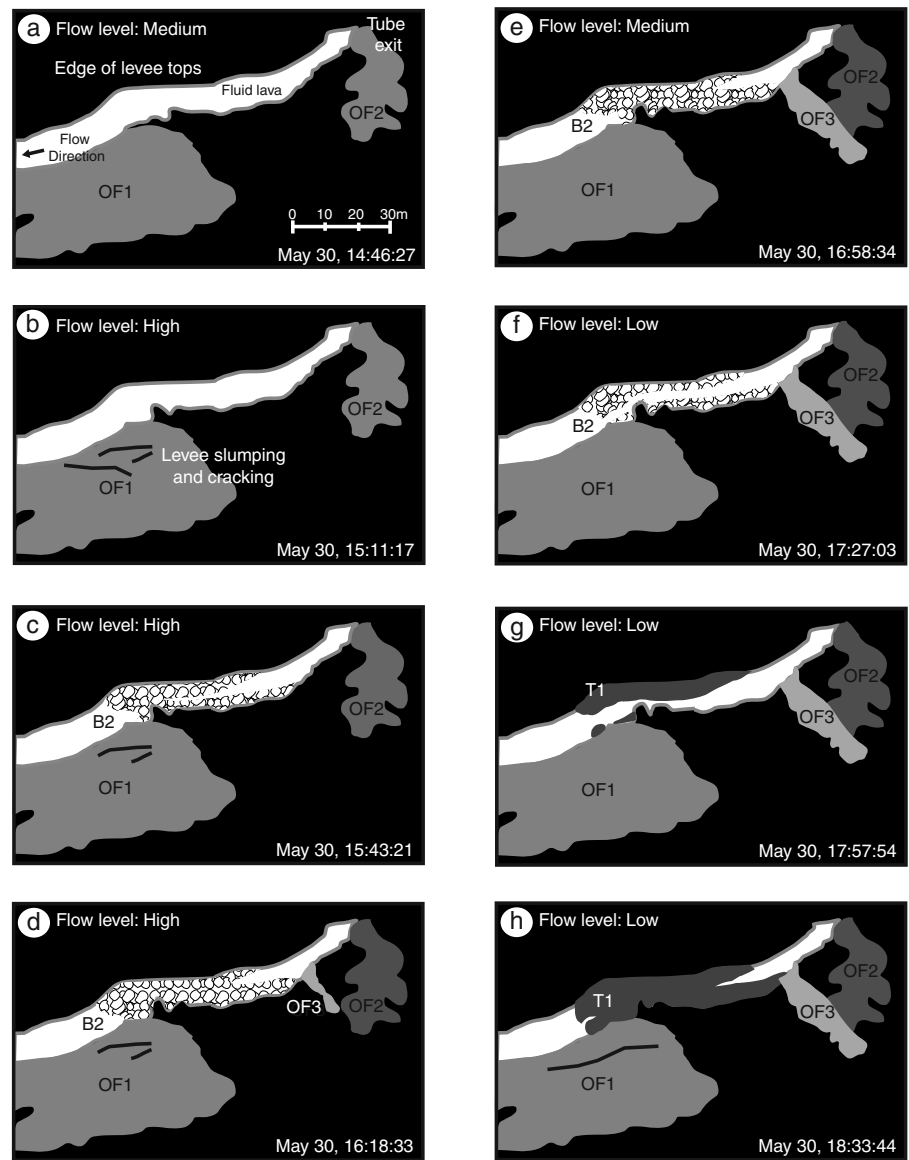 a Flow level: Medium
Tube
exit
Edge of levee tops
Fluid lava
OF2
Flow
Direction
OF1
0 10 20 30m
May 30, 14:46:27
b Flow level: High
OF2
Levee slumping
and cracking
OF1
May 30, 15:11:17
c Flow level: High
OF2
B2
OF1
May 30, 15:43:21
d Flow level: High
OF3
OF2
B2
OF1
May 30, 16:18:33
e Flow level: Medium
OF2
OF3
B2
OF1
May 30, 16:58:34
f Flow level: Low
OF2
OF3
B2
OF1
May 30, 17:27:03
g Flow level: Low
OF2
T1
OF3
OF1
May 30, 17:57:54
h Flow level: Low
OF2
T1
OF3
OF1
May 30, 18:33:44